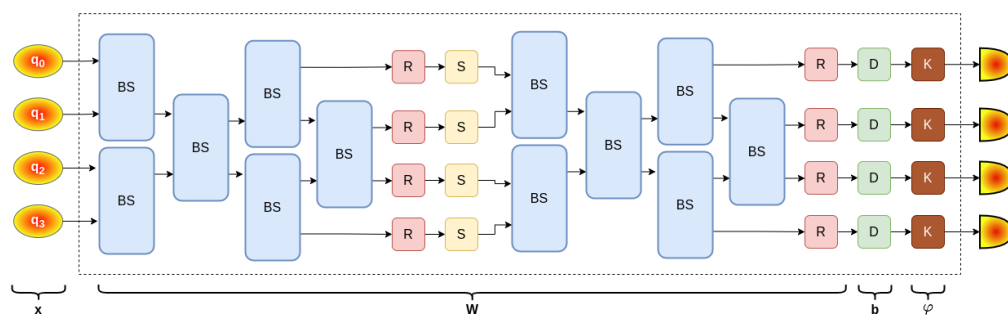 q₀ BS BS R S BS BS R D K
q₁ BS BS R S BS BS R D K
q₂ BS BS R S BS BS R D K
q₃ R S R D K
x W b φ